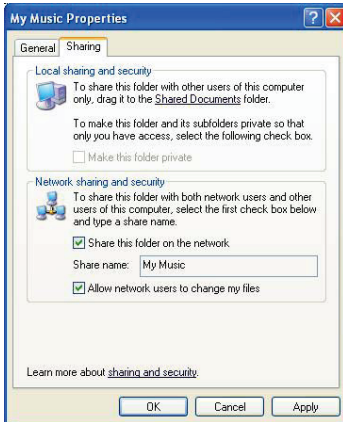 My Music Properties
General Sharing
Local sharing and security
To share this folder with other users of this computer
only, drag it to the Shared Documents folder.
To make this folder and its subfolders private so that
only you have access, select the following check box.
Make this folder private
Network sharing and security
To share this folder with both network users and other
users of this computer, select the first check box below
and type a share name.
Share this folder on the network
Share name: My Music
Allow network users to change my files
Learn more about sharing and security.
OK Cancel Apply